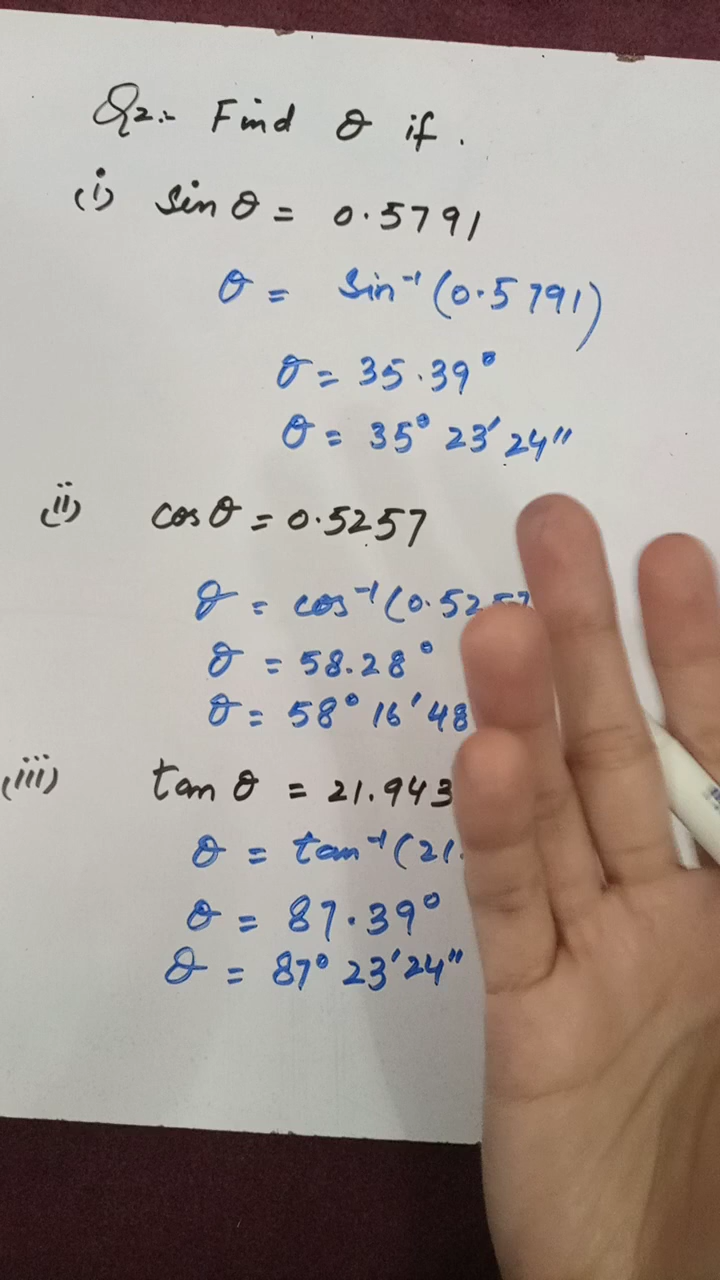 Q2:- Find θ if.
(i) sin θ = 0.5791
θ = sin⁻¹(0.5791)
θ = 35.39°
θ = 35° 23' 24"
(ii) cos θ = 0.5257
θ = cos⁻¹(0.5257
θ = 58.28°
θ = 58° 16' 48
(iii) tan θ = 21.943
θ = tan⁻¹(21.
θ = 87.39°
θ = 87° 23' 24"